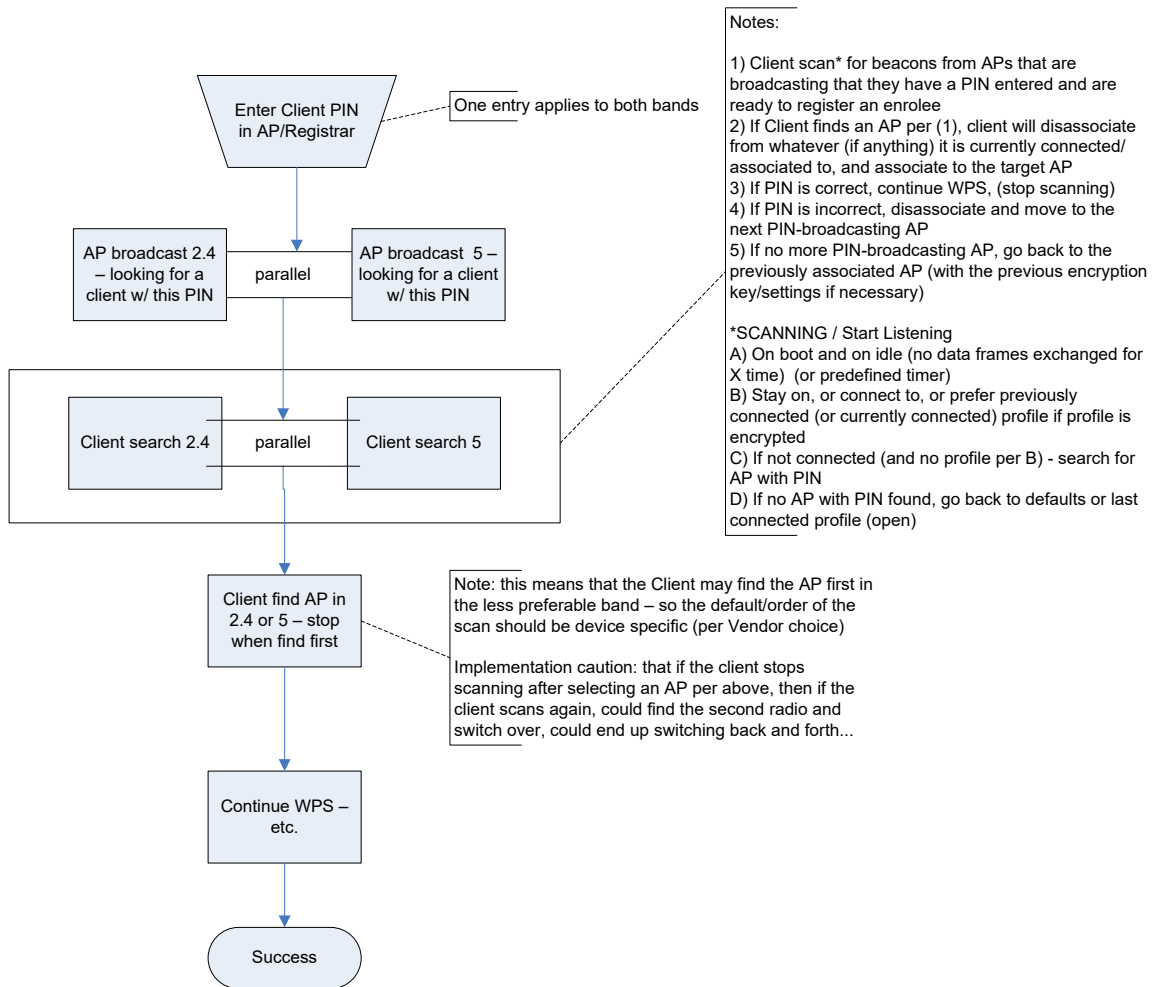 Enter Client PIN
in AP/Registrar
One entry applies to both bands
AP broadcast 2.4
– looking for a
client w/ this PIN
parallel
AP broadcast  5 –
looking for a client
w/ this PIN
Client search 2.4
parallel
Client search 5
Client find AP in
2.4 or 5 – stop
when find first
Note: this means that the Client may find the AP first in
the less preferable band – so the default/order of the
scan should be device specific (per Vendor choice)
Implementation caution: that if the client stops
scanning after selecting an AP per above, then if the
client scans again, could find the second radio and
switch over, could end up switching back and forth...
Continue WPS –
etc.
Success
Notes:
1) Client scan* for beacons from APs that are
broadcasting that they have a PIN entered and are
ready to register an enrolee
2) If Client finds an AP per (1), client will disassociate
from whatever (if anything) it is currently connected/
associated to, and associate to the target AP
3) If PIN is correct, continue WPS, (stop scanning)
4) If PIN is incorrect, disassociate and move to the
next PIN-broadcasting AP
5) If no more PIN-broadcasting AP, go back to the
previously associated AP (with the previous encryption
key/settings if necessary)
*SCANNING / Start Listening
A) On boot and on idle (no data frames exchanged for
X time)  (or predefined timer)
B) Stay on, or connect to, or prefer previously
connected (or currently connected) profile if profile is
encrypted
C) If not connected (and no profile per B) - search for
AP with PIN
D) If no AP with PIN found, go back to defaults or last
connected profile (open)